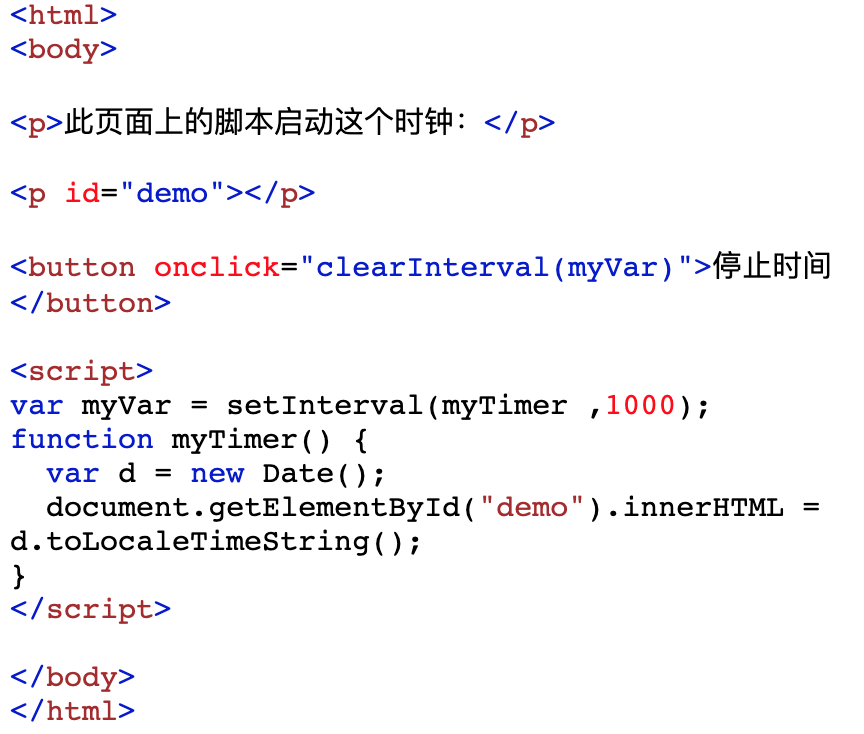 <html>
<body>
<p>此页面上的脚本启动这个时钟：</p>
<p id="demo"></p>
<button onclick="clearInterval(myVar)">停止时间
</button>
<script>
var myVar = setInterval(myTimer ,1000);
function myTimer() {
  var d = new Date();
  document.getElementById("demo").innerHTML =
d.toLocaleTimeString();
}
</script>
</body>
</html>